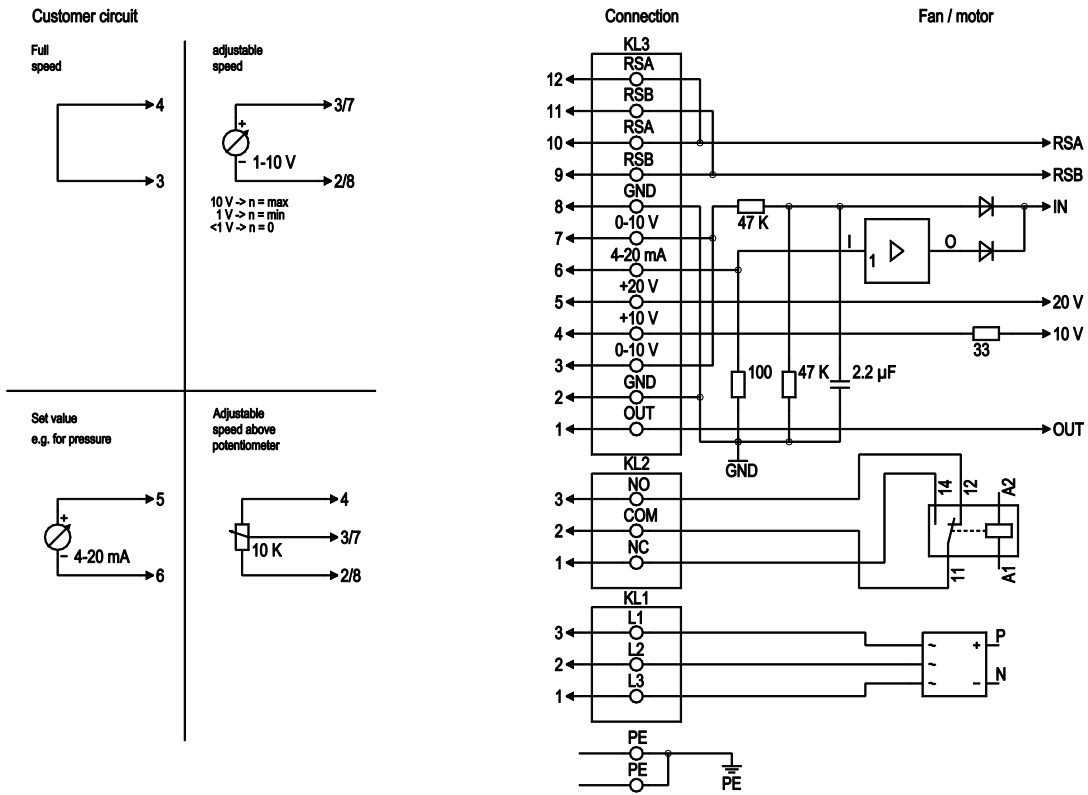 Customer circuit
Connection
Fan / motor
Full
speed
4
3
adjustable
speed
3/7
+
1-10 V
−
2/8
10 V -> n = max
1 V -> n = min
<1 V -> n = 0
Set value
e.g. for pressure
5
+
4-20 mA
−
6
Adjustable
speed above
potentiometer
4
10 K
3/7
2/8
KL3
12 RSA
11 RSB
10 RSA RSA
9 RSB RSB
8 GND 47 K IN
7 0-10 V I 1 O
6 4-20 mA
5 +20 V 20 V
4 +10 V 33 10 V
3 0-10 V 100 47 K 2.2 µF
2 GND
1 OUT OUT
GND
KL2
3 NO
2 COM
1 NC
14 12 A2
11 A1
KL1
3 L1 ~ + P
2 L2 ~
1 L3 ~ − N
PE
PE
PE